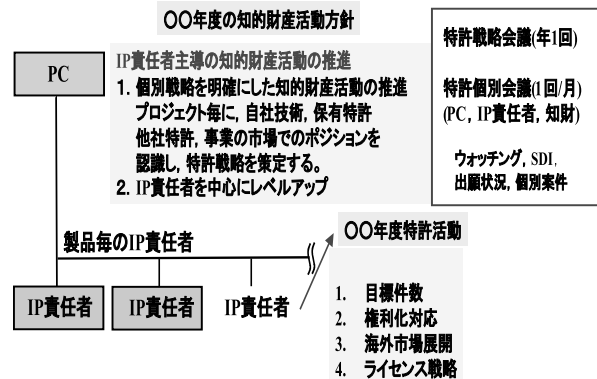 〇〇年度の知的財産活動方針
PC
IP責任者主導の知的財産活動の推進
1. 個別戦略を明確にした知的財産活動の推進
プロジェクト毎に, 自社技術, 保有特許
他社特許, 事業の市場でのポジションを
認識し, 特許戦略を策定する。
2. IP責任者を中心にレベルアップ
特許戦略会議(年1回)
特許個別会議(1回/月)
(PC, IP責任者, 知財)
ウォッチング, SDI,
出願状況, 個別案件
製品毎のIP責任者
IP責任者
IP責任者
IP責任者
〇〇年度特許活動
1. 目標件数
2. 権利化対応
3. 海外市場展開
4. ライセンス戦略